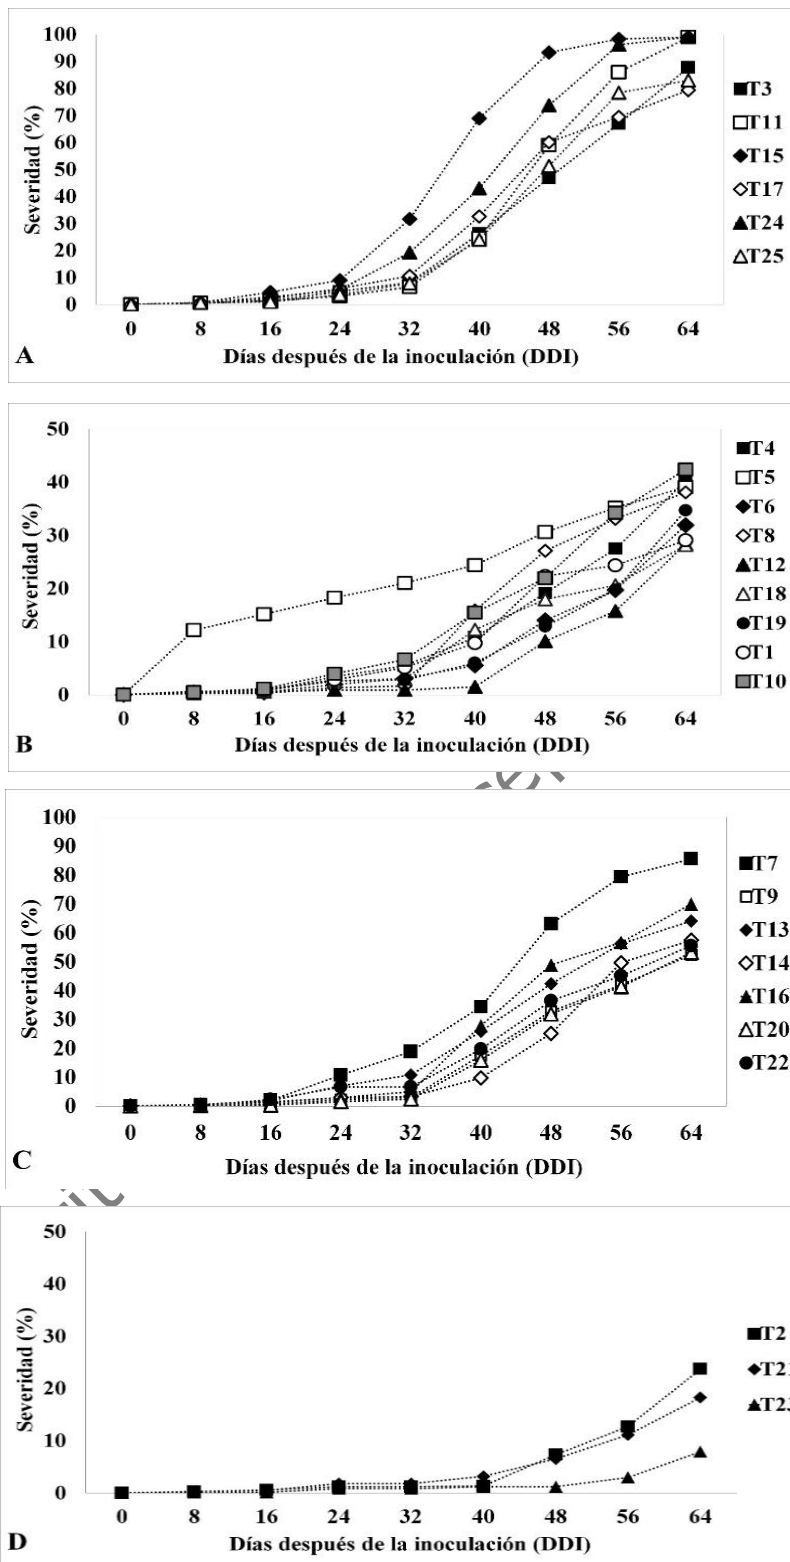 100
90
80
70
60
50
40
30
20
10
0
Severidad (%)
0 8 16 24 32 40 48 56 64
Días después de la inoculación (DDI)
A
T3
T11
T15
T17
T24
T25
50
40
30
20
10
0
Severidad (%)
0 8 16 24 32 40 48 56 64
Días después de la inoculación (DDI)
B
T4
T5
T6
T8
T12
T18
T19
T1
T10
100
90
80
70
60
50
40
30
20
10
0
Severidad (%)
0 8 16 24 32 40 48 56 64
Días después de la inoculación (DDI)
C
T7
T9
T13
T14
T16
T20
T22
50
40
30
20
10
0
Severidad (%)
0 8 16 24 32 40 48 56 64
Días después de la inoculación (DDI)
D
T2